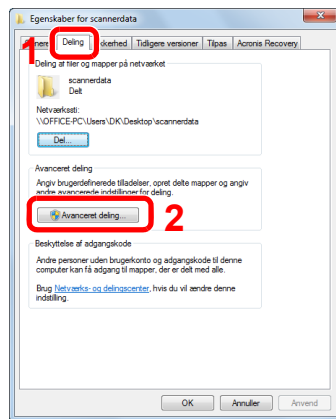 Egenskaber for scannerdata
Deling
Tidligere versioner
Tilpas
Acronis Recovery
1
Deling af filer og mapper på netværket
scannerdata
Delt
Netværkssti:
\\OFFICE-PC\Users\DK\Desktop\scannerdata
Del...
Avanceret deling
Angiv brugerdefinerede tilladelser, opret delte mapper og angiv
andre avancerede indstillinger for deling.
Avanceret deling...
2
Beskyttelse af adgangskode
Andre personer uden brugerkonto og adgangskode til denne
computer kan få adgang til mapper, der er delt med alle.
Brug Netværks- og delingscenter, hvis du vil ændre denne
indstilling.
OK
Annuller
Anvend